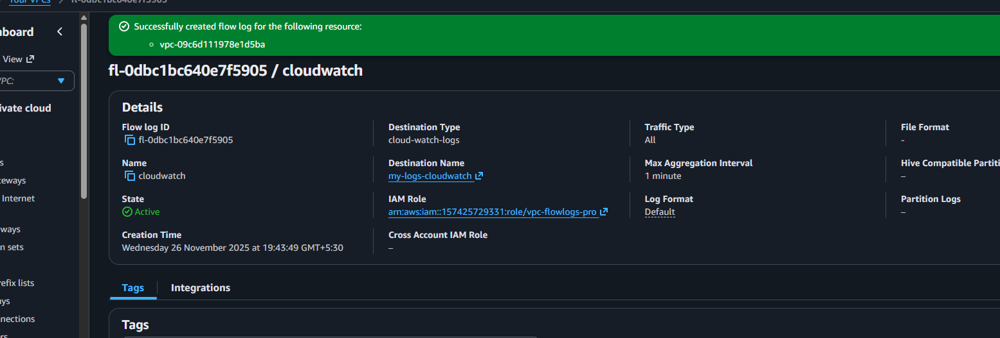 Your VPCs / fl-0dbc1bc640e7f5905
Successfully created flow log for the following resource:
vpc-09c6d111978e1d5ba
fl-0dbc1bc640e7f5905 / cloudwatch
Details
Flow log ID
fl-0dbc1bc640e7f5905
Name
cloudwatch
State
Active
Creation Time
Wednesday 26 November 2025 at 19:43:49 GMT+5:30
Destination Type
cloud-watch-logs
Destination Name
my-logs-cloudwatch
IAM Role
arn:aws:iam::157425729331:role/vpc-flowlogs-pro
Cross Account IAM Role
–
Traffic Type
All
Max Aggregation Interval
1 minute
Log Format
Default
File Format
-
Hive Compatible Partiti
–
Partition Logs
–
Tags
Integrations
Tags
board
View
VPC:
ivate cloud
s
eways
Internet
ways
n sets
refix lists
ays
nections
ers